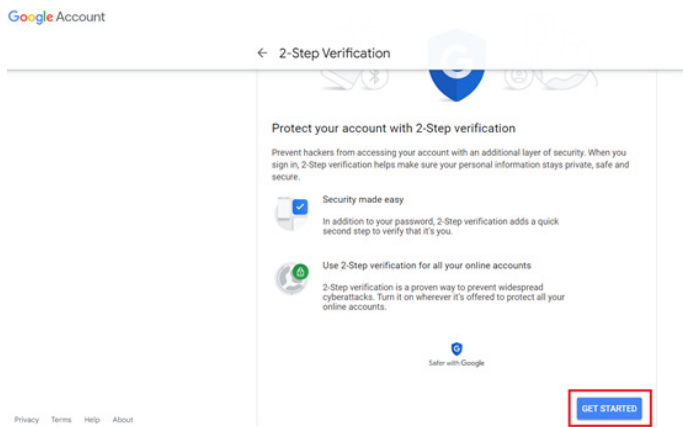 Google Account
← 2-Step Verification
Protect your account with 2-Step verification
Prevent hackers from accessing your account with an additional layer of security. When you
sign in, 2-Step verification helps make sure your personal information stays private, safe and
secure.
Security made easy
In addition to your password, 2-Step verification adds a quick
second step to verify that it's you.
Use 2-Step verification for all your online accounts
2-Step verification is a proven way to prevent widespread
cyberattacks. Turn it on wherever it's offered to protect all your
online accounts.
G
Safer with Google
GET STARTED
Privacy Terms Help About